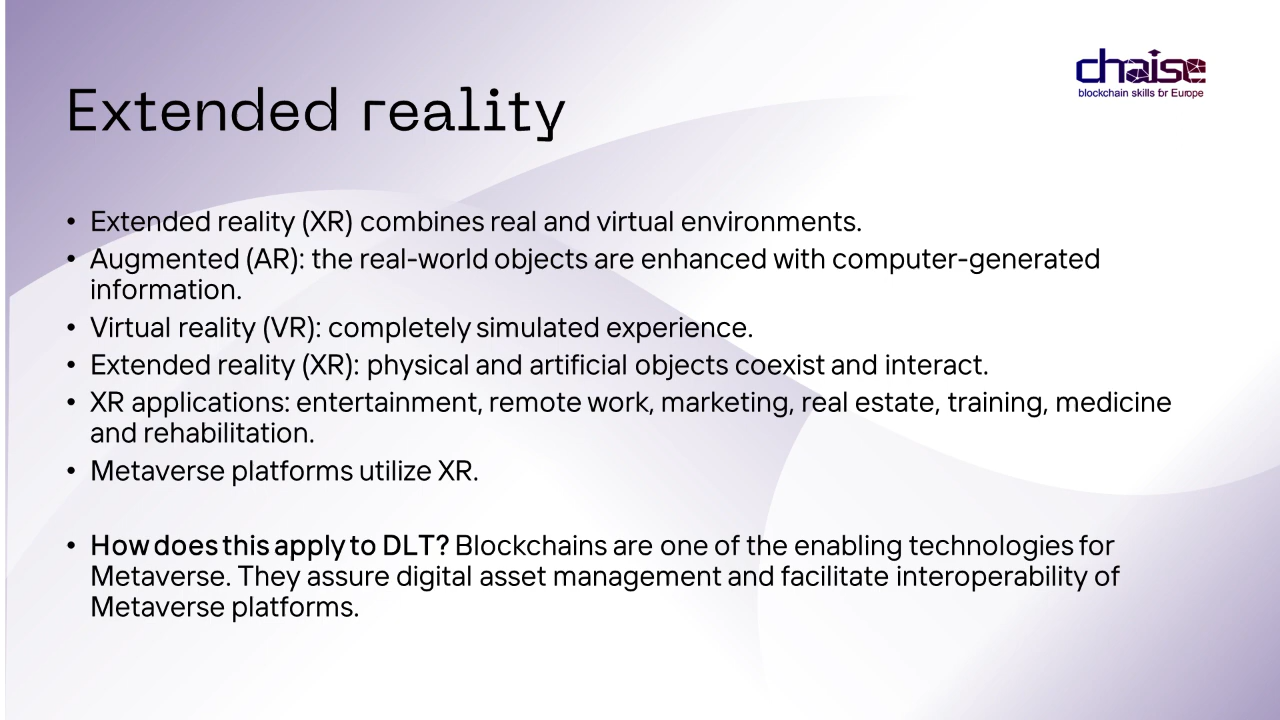 chaise
blockchain skills for Europe
Extended reality
• Extended reality (XR) combines real and virtual environments.
• Augmented (AR): the real-world objects are enhanced with computer-generated
information.
• Virtual reality (VR): completely simulated experience.
• Extended reality (XR): physical and artificial objects coexist and interact.
• XR applications: entertainment, remote work, marketing, real estate, training, medicine
and rehabilitation.
• Metaverse platforms utilize XR.
• How does this apply to DLT? Blockchains are one of the enabling technologies for
Metaverse. They assure digital asset management and facilitate interoperability of
Metaverse platforms.